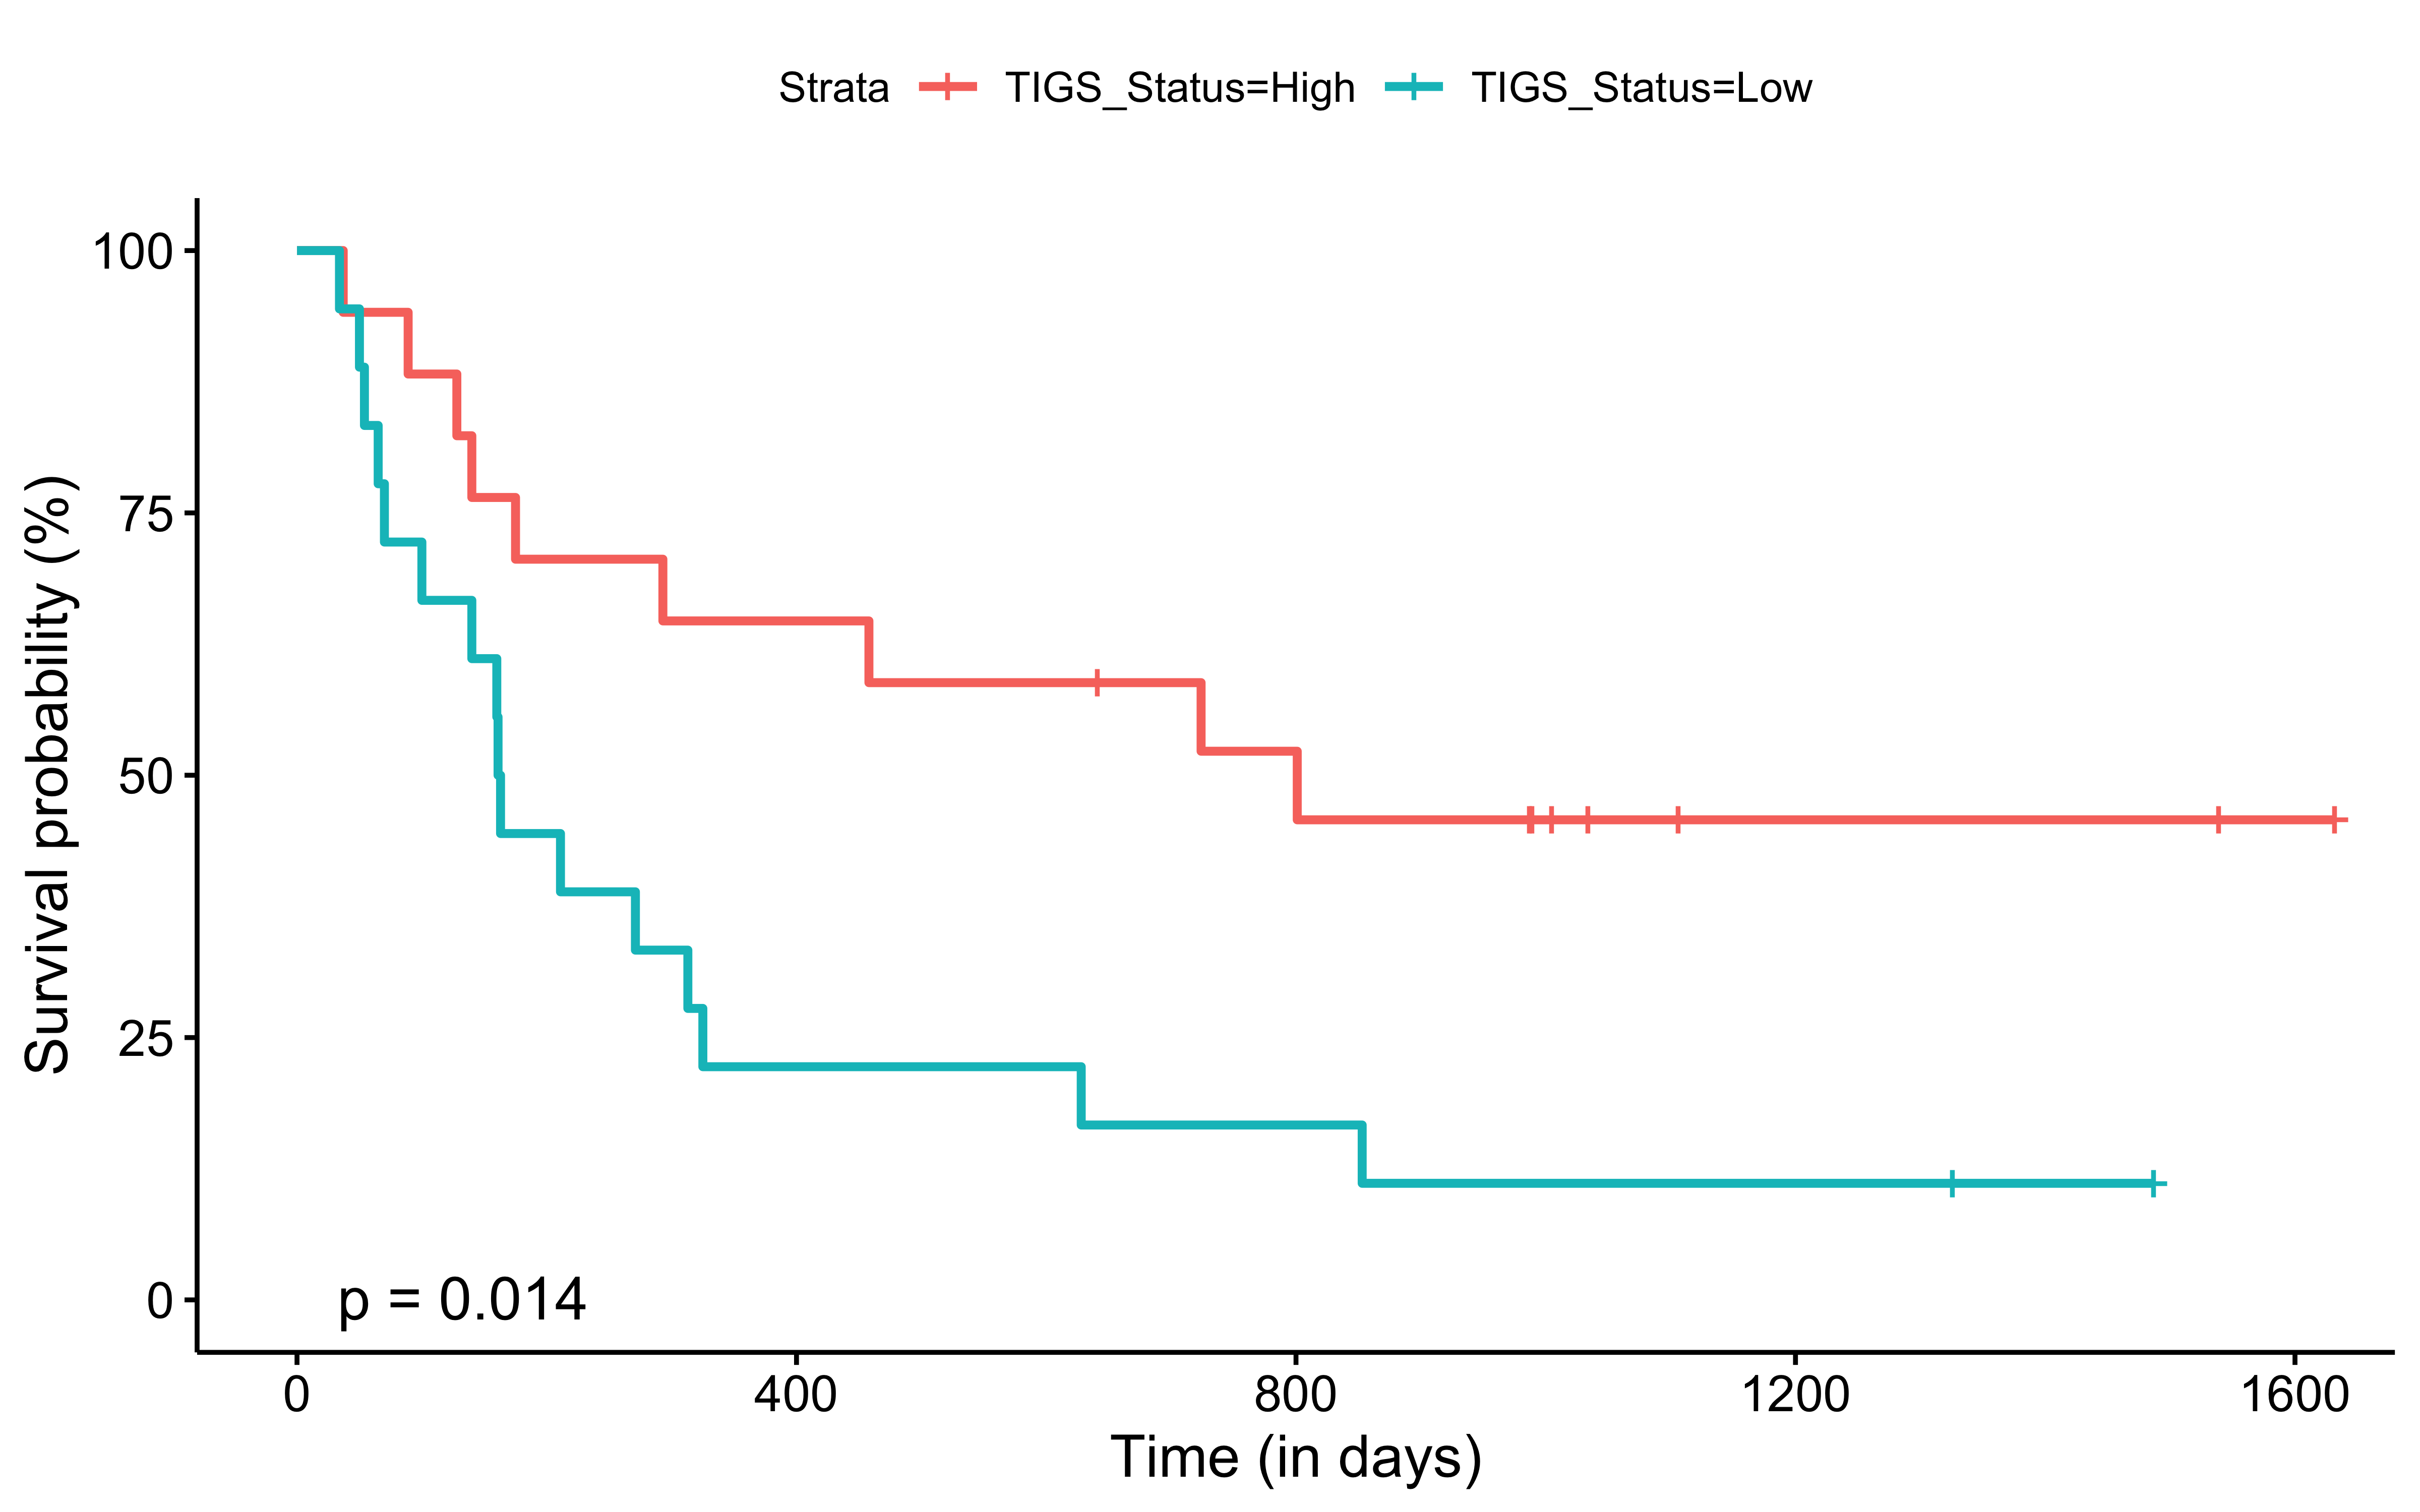 Strata TIGS_Status=High TIGS_Status=Low
Survival probability (%)
100
75
50
25
0
p = 0.014
0 400 800 1200 1600
Time (in days)